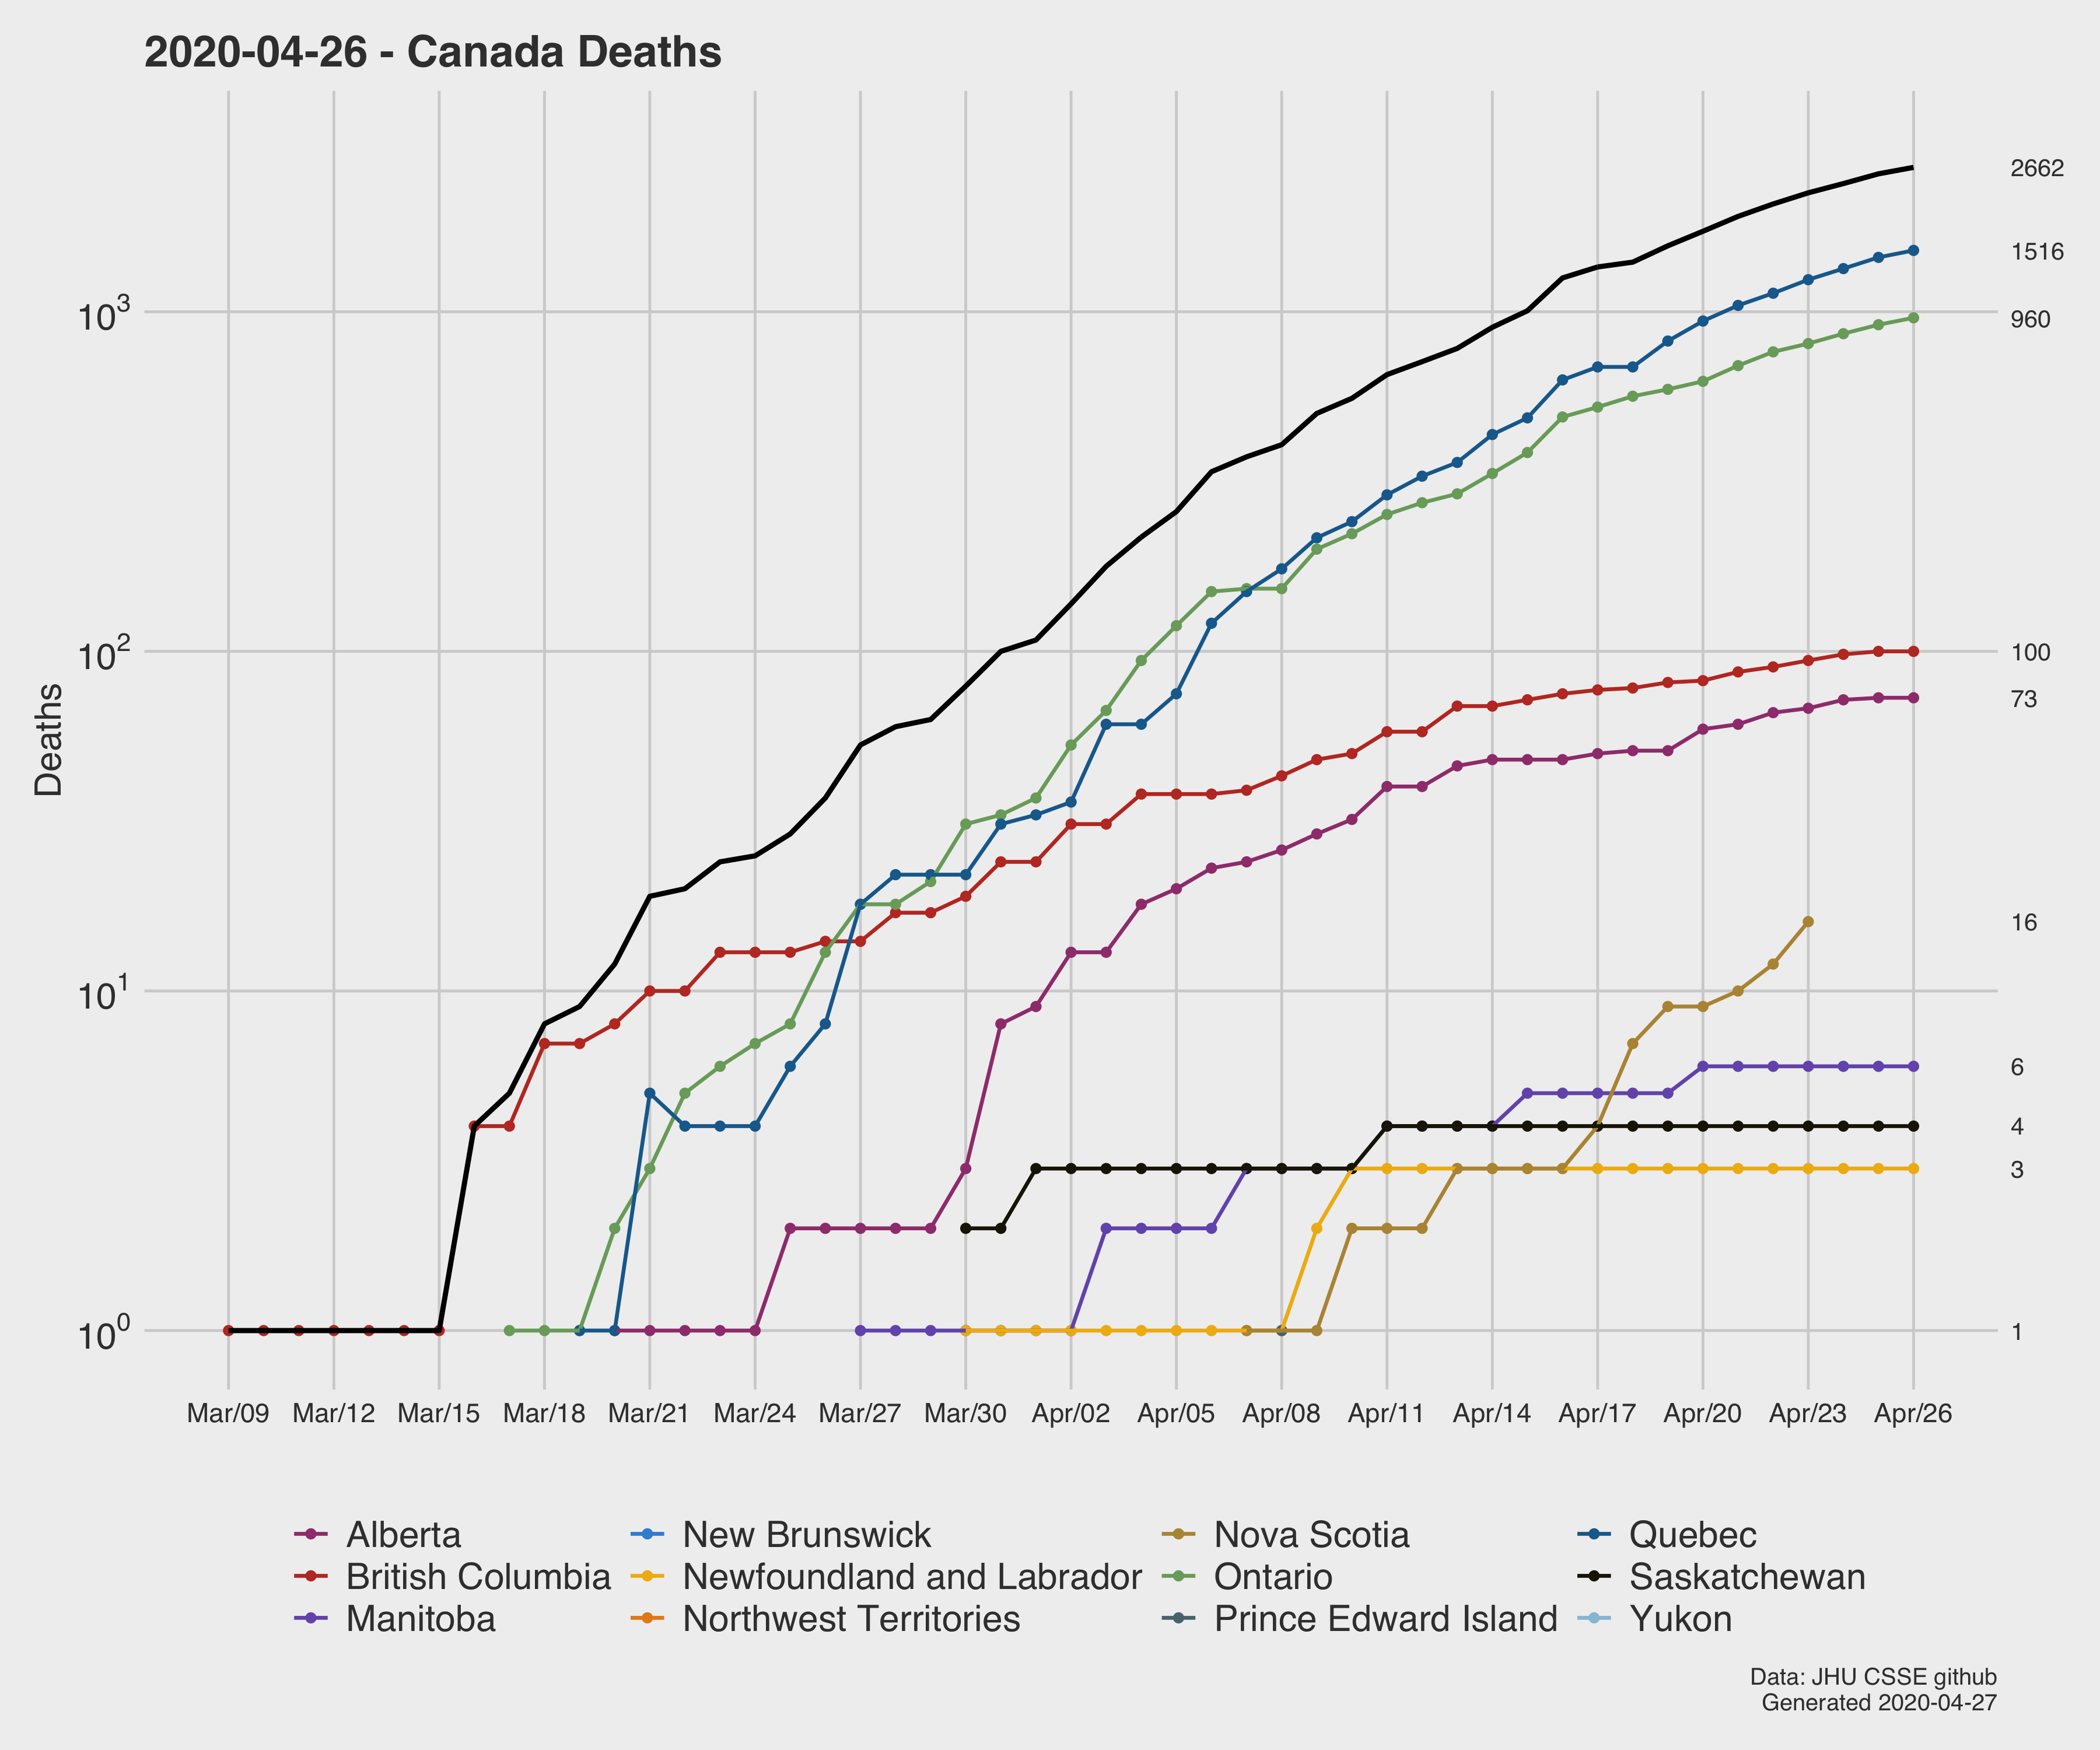 2020-04-26 - Canada Deaths
2662
1516
10³
960
10²
100
73
Deaths
16
10¹
6
4
3
10⁰
1
Mar/09 Mar/12 Mar/15 Mar/18 Mar/21 Mar/24 Mar/27 Mar/30 Apr/02 Apr/05 Apr/08 Apr/11 Apr/14 Apr/17 Apr/20 Apr/23 Apr/26
Alberta New Brunswick Nova Scotia Quebec
British Columbia Newfoundland and Labrador Ontario Saskatchewan
Manitoba Northwest Territories Prince Edward Island Yukon
Data: JHU CSSE github
Generated 2020-04-27